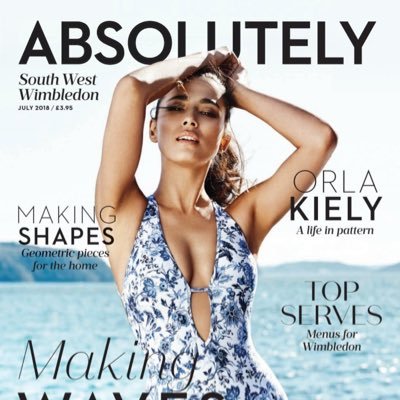 ABSOLUTELY
South West
Wimbledon
JULY 2018 / £3.95
ORLA
KIELY
A life in pattern
MAKING
SHAPES
Geometric pieces
for the home
TOP
SERVES
Menus for
Wimbledon
Making
WAVES